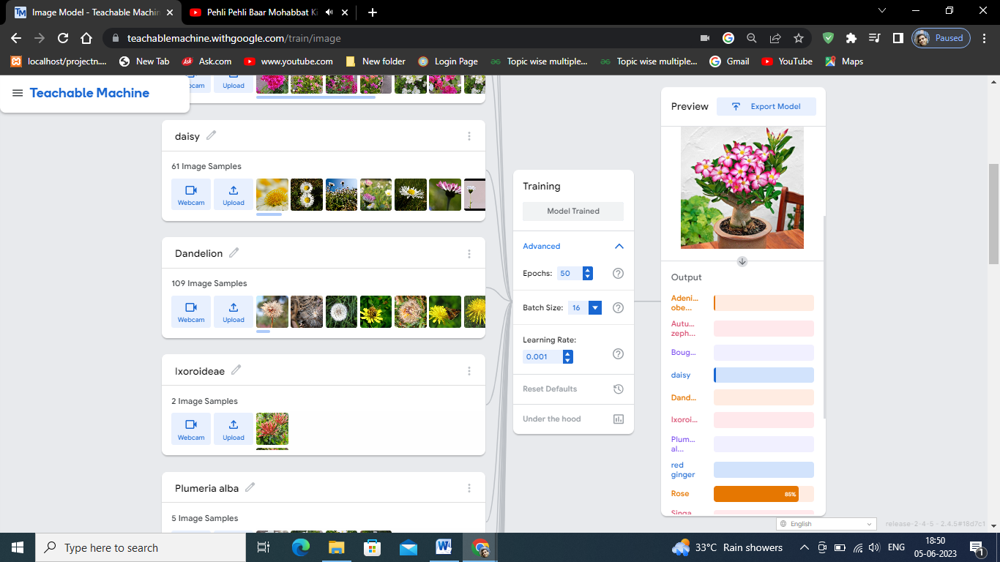 Image Model - Teachable Machin
Pehli Pehli Baar Mohabbat Ki
teachablemachine.withgoogle.com/train/image
Paused
localhost/projectn....
New Tab
Ask.com
www.youtube.com
New folder
Login Page
Topic wise multiple...
Topic wise multiple...
Gmail
YouTube
Maps
Teachable Machine
bcam
Upload
daisy
61 Image Samples
Webcam
Upload
Dandelion
109 Image Samples
Webcam
Upload
Ixoroideae
2 Image Samples
Webcam
Upload
Plumeria alba
5 Image Samples
Training
Model Trained
Advanced
Epochs: 50
Batch Size: 16
Learning Rate:
0.001
Reset Defaults
Under the hood
Preview
Export Model
Output
Adeni...
obe...
Autu...
zeph...
Boug...
daisy
Dand...
Ixoroi...
Plum...
al...
red
ginger
Rose
85%
Singa
English
release-2-4-5 - 2.4.5#18d7c1
Type here to search
33°C Rain showers
ENG
18:50
05-06-2023
1